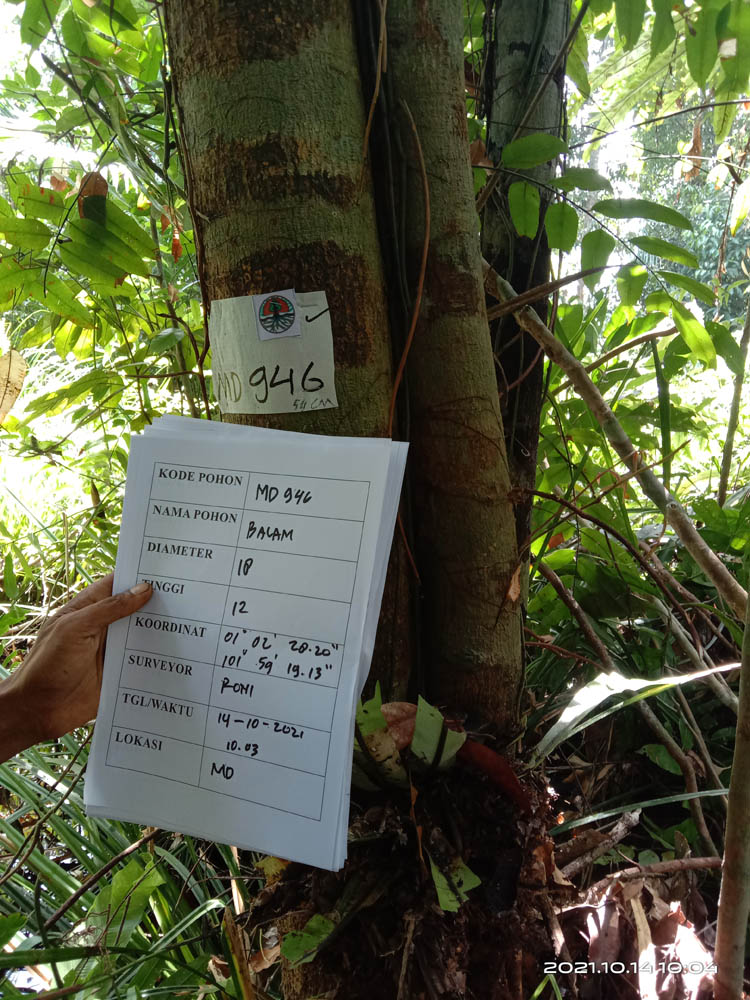 MD 946
54 CM
KODE POHON MD 946
NAMA POHON BALAM
DIAMETER 18
TINGGI 12
KOORDINAT 01° 02' 28.20"
101° 59' 19.13"
SURVEYOR RONI
TGL/WAKTU 14-10-2021
10.03
LOKASI MD
2021.10.14 10:04